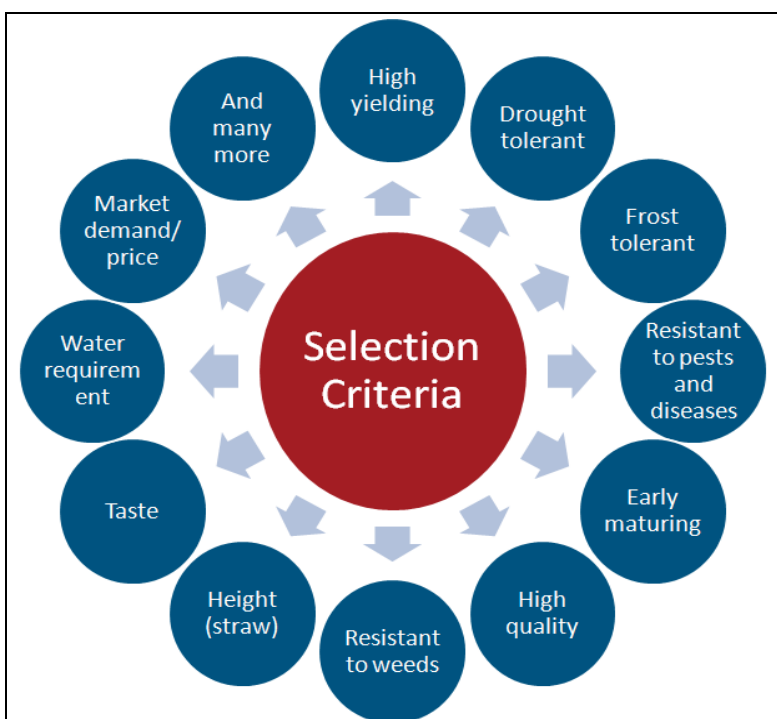 Selection
Criteria
High
yielding
Drought
tolerant
Frost
tolerant
Resistant
to pests
and
diseases
Early
maturing
High
quality
Resistant
to weeds
Height
(straw)
Taste
Water
requirem
ent
Market
demand/
price
And
many
more